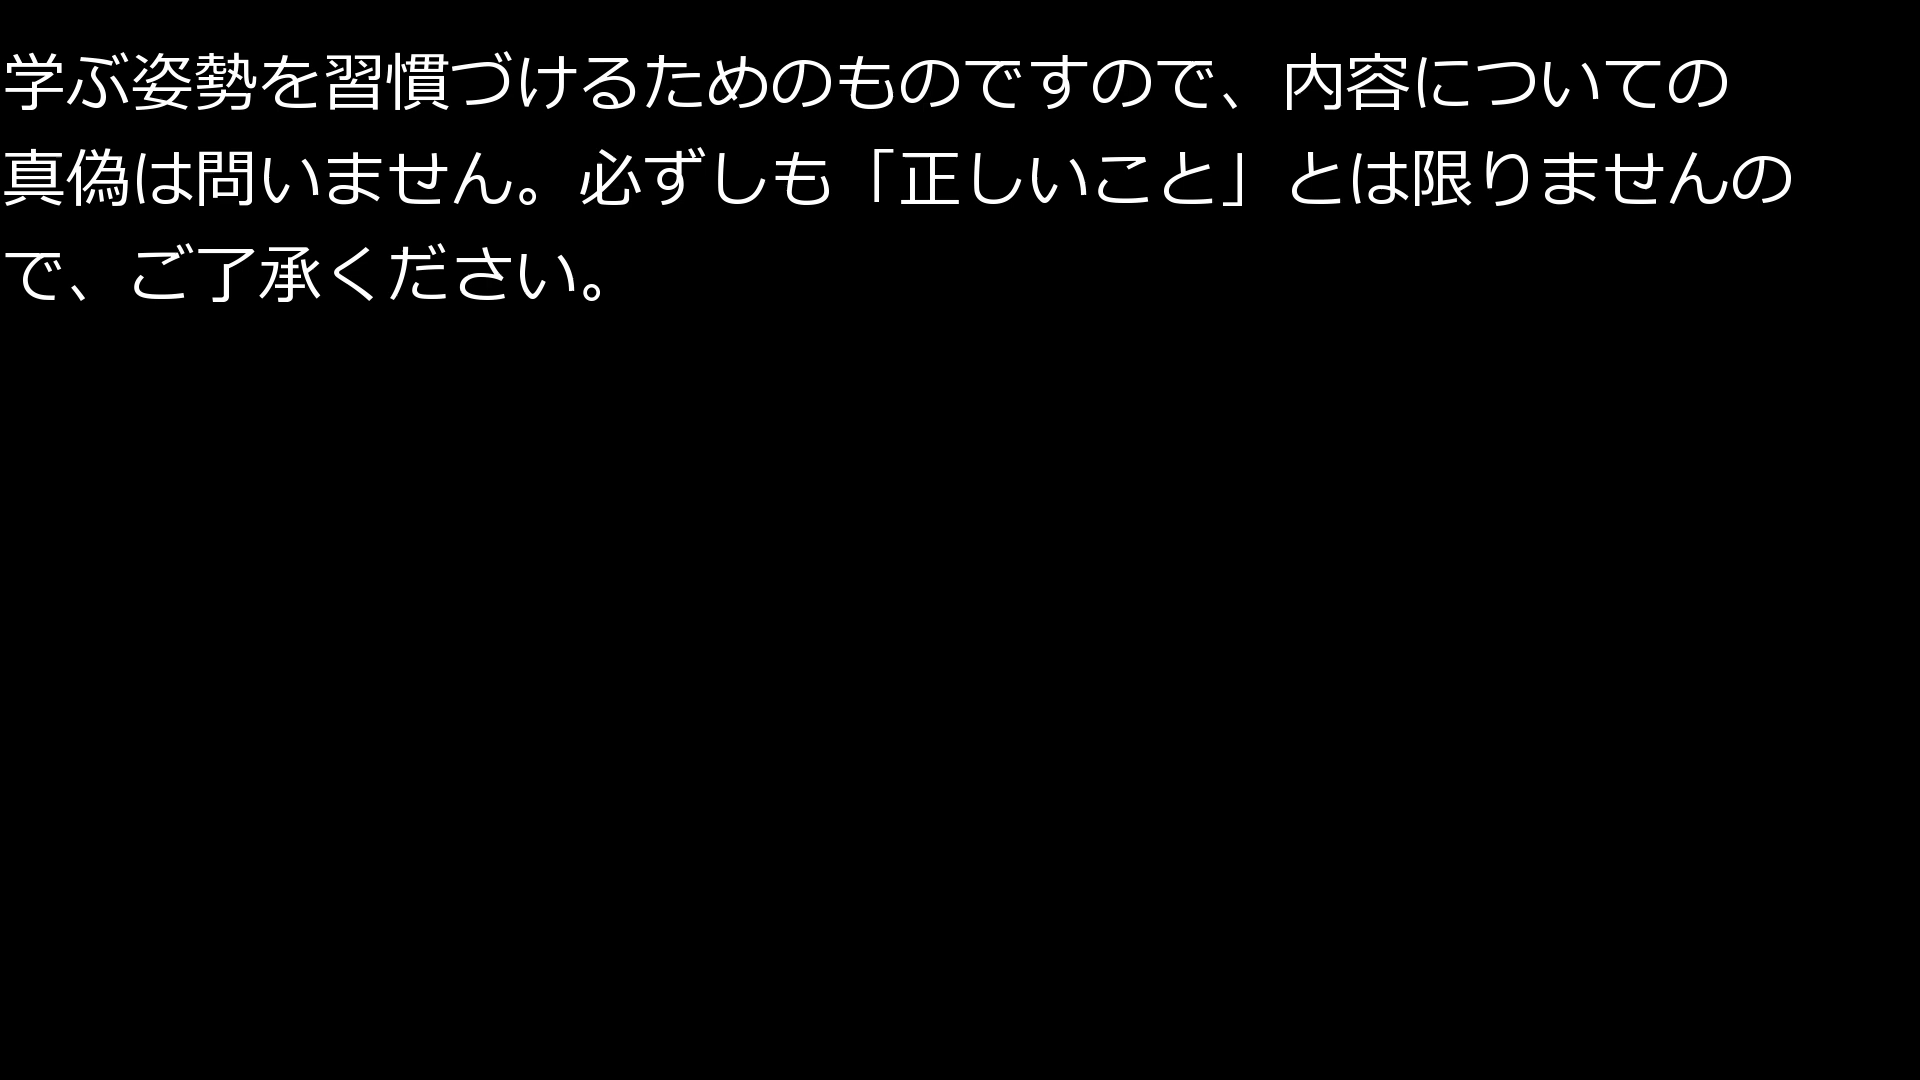 学ぶ姿勢を習慣づけるためのものですので、内容についての
真偽は問いません。必ずしも「正しいこと」とは限りませんの
で、ご了承ください。